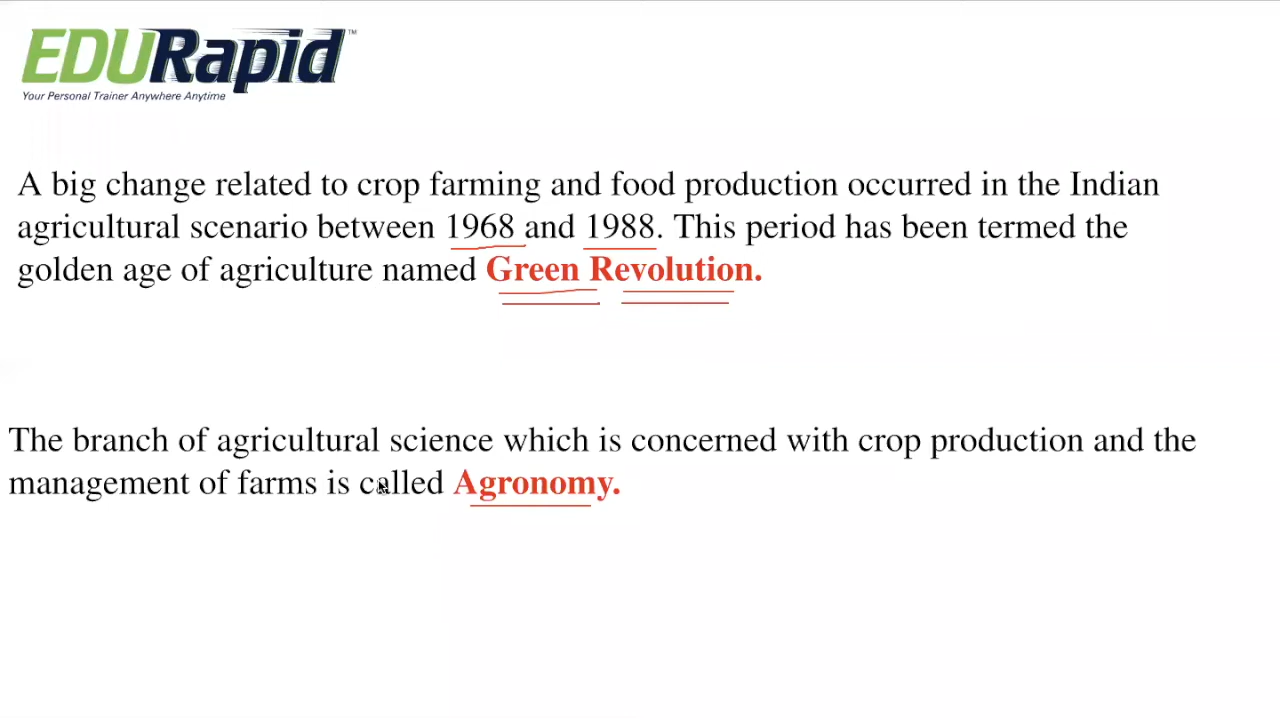 EDURapid™
Your Personal Trainer Anywhere Anytime
A big change related to crop farming and food production occurred in the Indian
agricultural scenario between 1968 and 1988. This period has been termed the
golden age of agriculture named Green Revolution.
The branch of agricultural science which is concerned with crop production and the
management of farms is called Agronomy.